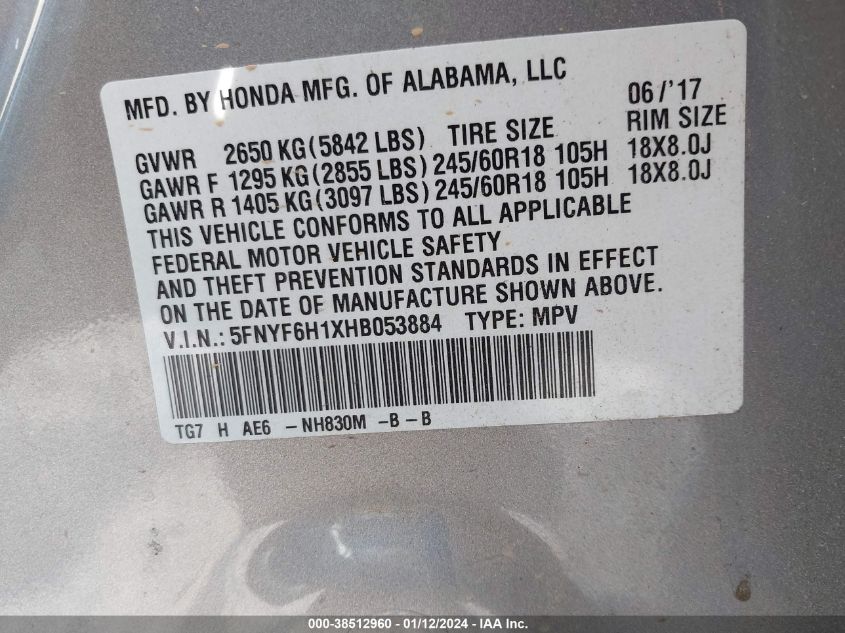 MFD. BY HONDA MFG. OF ALABAMA, LLC 06/'17
GVWR 2650 KG(5842 LBS) TIRE SIZE RIM SIZE
GAWR F 1295 KG(2855 LBS) 245/60R18 105H 18X8.0J
GAWR R 1405 KG(3097 LBS) 245/60R18 105H 18X8.0J
THIS VEHICLE CONFORMS TO ALL APPLICABLE
FEDERAL MOTOR VEHICLE SAFETY
AND THEFT PREVENTION STANDARDS IN EFFECT
ON THE DATE OF MANUFACTURE SHOWN ABOVE.
V.I.N.: 5FNYF6H1XHB053884 TYPE: MPV
TG7 H AE6 -NH830M -B-B
000-38512960 - 01/12/2024 - IAA Inc.